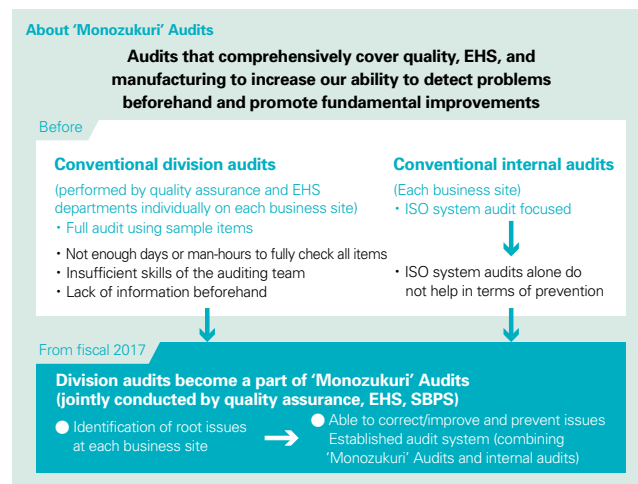 About ‘Monozukuri’ Audits
Audits that comprehensively cover quality, EHS, and
manufacturing to increase our ability to detect problems
beforehand and promote fundamental improvements
Before
Conventional division audits
(performed by quality assurance and EHS
departments individually on each business site)
・Full audit using sample items
・Not enough days or man-hours to fully check all items
・Insufficient skills of the auditing team
・Lack of information beforehand
Conventional internal audits
(Each business site)
・ISO system audit focused
・ISO system audits alone do
not help in terms of prevention
From fiscal 2017
Division audits become a part of ‘Monozukuri’ Audits
(jointly conducted by quality assurance, EHS, SBPS)
● Identification of root issues
at each business site
● Able to correct/improve and prevent issues
Established audit system (combining
‘Monozukuri’ Audits and internal audits)